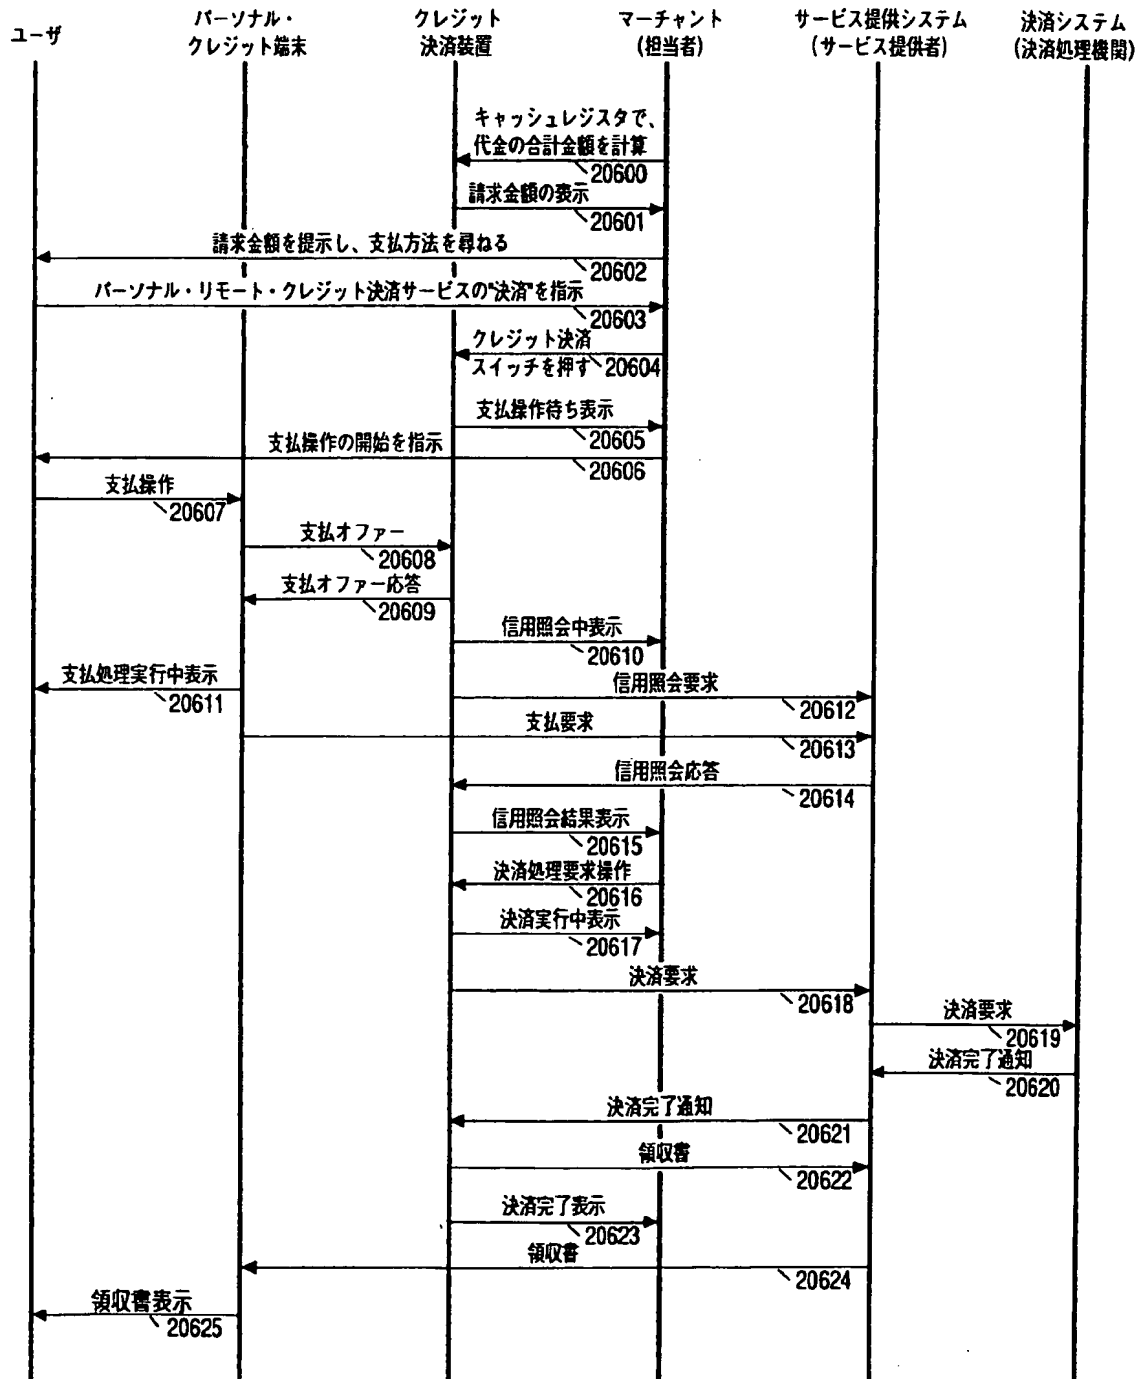 ユーザ
パーソナル・
クレジット端末
クレジット
決済装置
マーチャント
(担当者)
サービス提供システム
(サービス提供者)
決済システム
(決済処理機関)
キャッシュレジスタで、
代金の合計金額を計算
20600
請求金額の表示
20601
請求金額を提示し、支払方法を尋ねる
20602
パーソナル・リモート・クレジット決済サービスの"決済"を指示
20603
クレジット決済
スイッチを押す
20604
支払操作待ち表示
20605
支払操作の開始を指示
20606
支払操作
20607
支払オファー
20608
支払オファー応答
20609
信用照会中表示
20610
支払処理実行中表示
20611
信用照会要求
20612
支払要求
20613
信用照会応答
20614
信用照会結果表示
20615
決済処理要求操作
20616
決済実行中表示
20617
決済要求
20618
決済要求
20619
決済完了通知
20620
決済完了通知
20621
領収書
20622
決済完了表示
20623
領収書
20624
領収書表示
20625